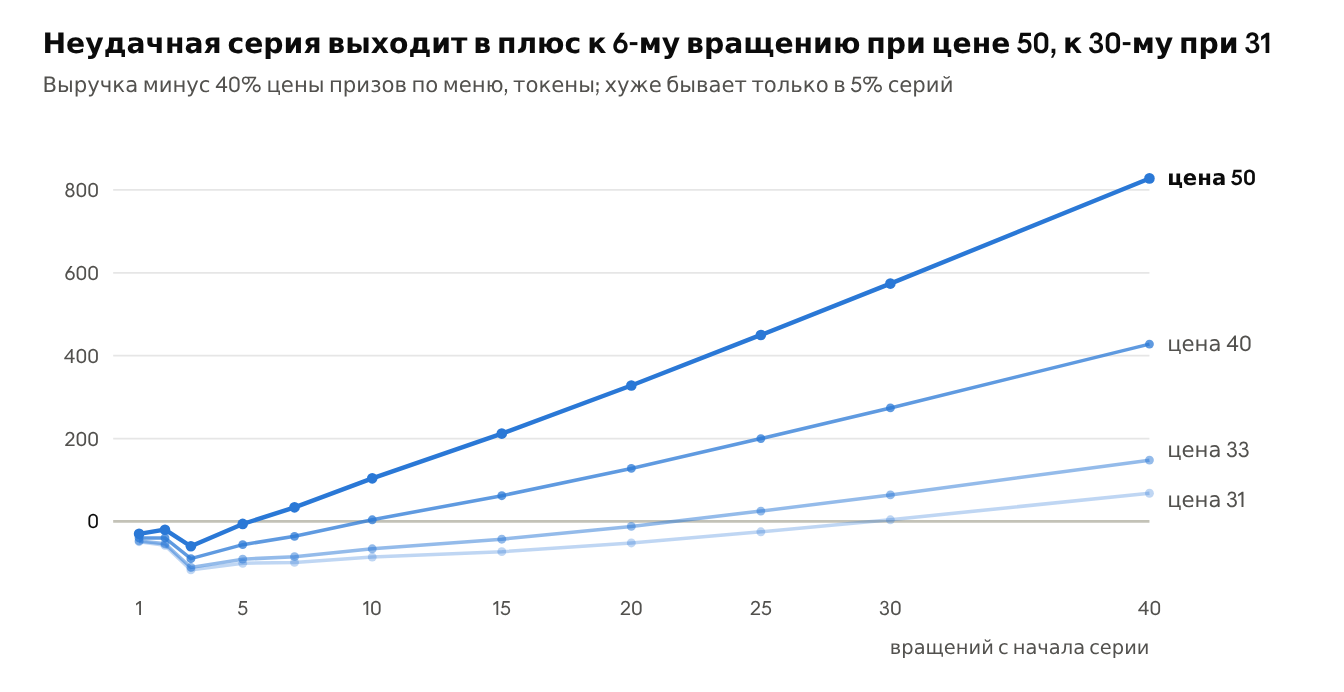 Неудачная серия выходит в плюс к 6-му вращению при цене 50, к 30-му при 31
Выручка минус 40% цены призов по меню, токены; хуже бывает только в 5% серий
800
600
400
200
0
цена 50
цена 40
цена 33
цена 31
1 5 10 15 20 25 30 40
вращений с начала серии